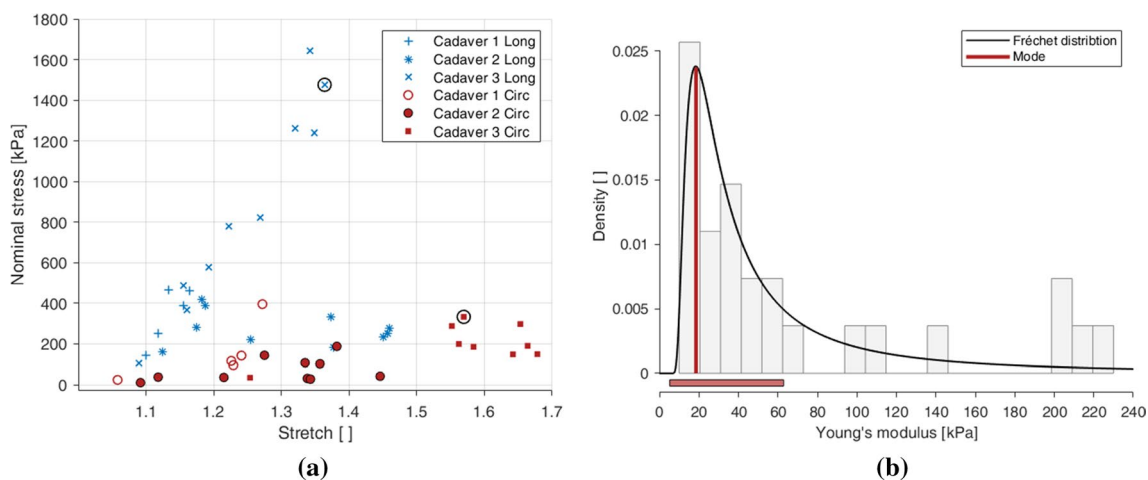 1800
1600
1400
1200
1000
800
600
400
200
0
Nominal stress [kPa]
1.1 1.2 1.3 1.4 1.5 1.6 1.7
Stretch [ ]
Cadaver 1 Long
Cadaver 2 Long
Cadaver 3 Long
Cadaver 1 Circ
Cadaver 2 Circ
Cadaver 3 Circ
(a)
0.025
0.02
0.015
0.01
0.005
0
Density [ ]
0 20 40 60 80 100 120 140 160 180 200 220 240
Young's modulus [kPa]
Fréchet distribtion
Mode
(b)